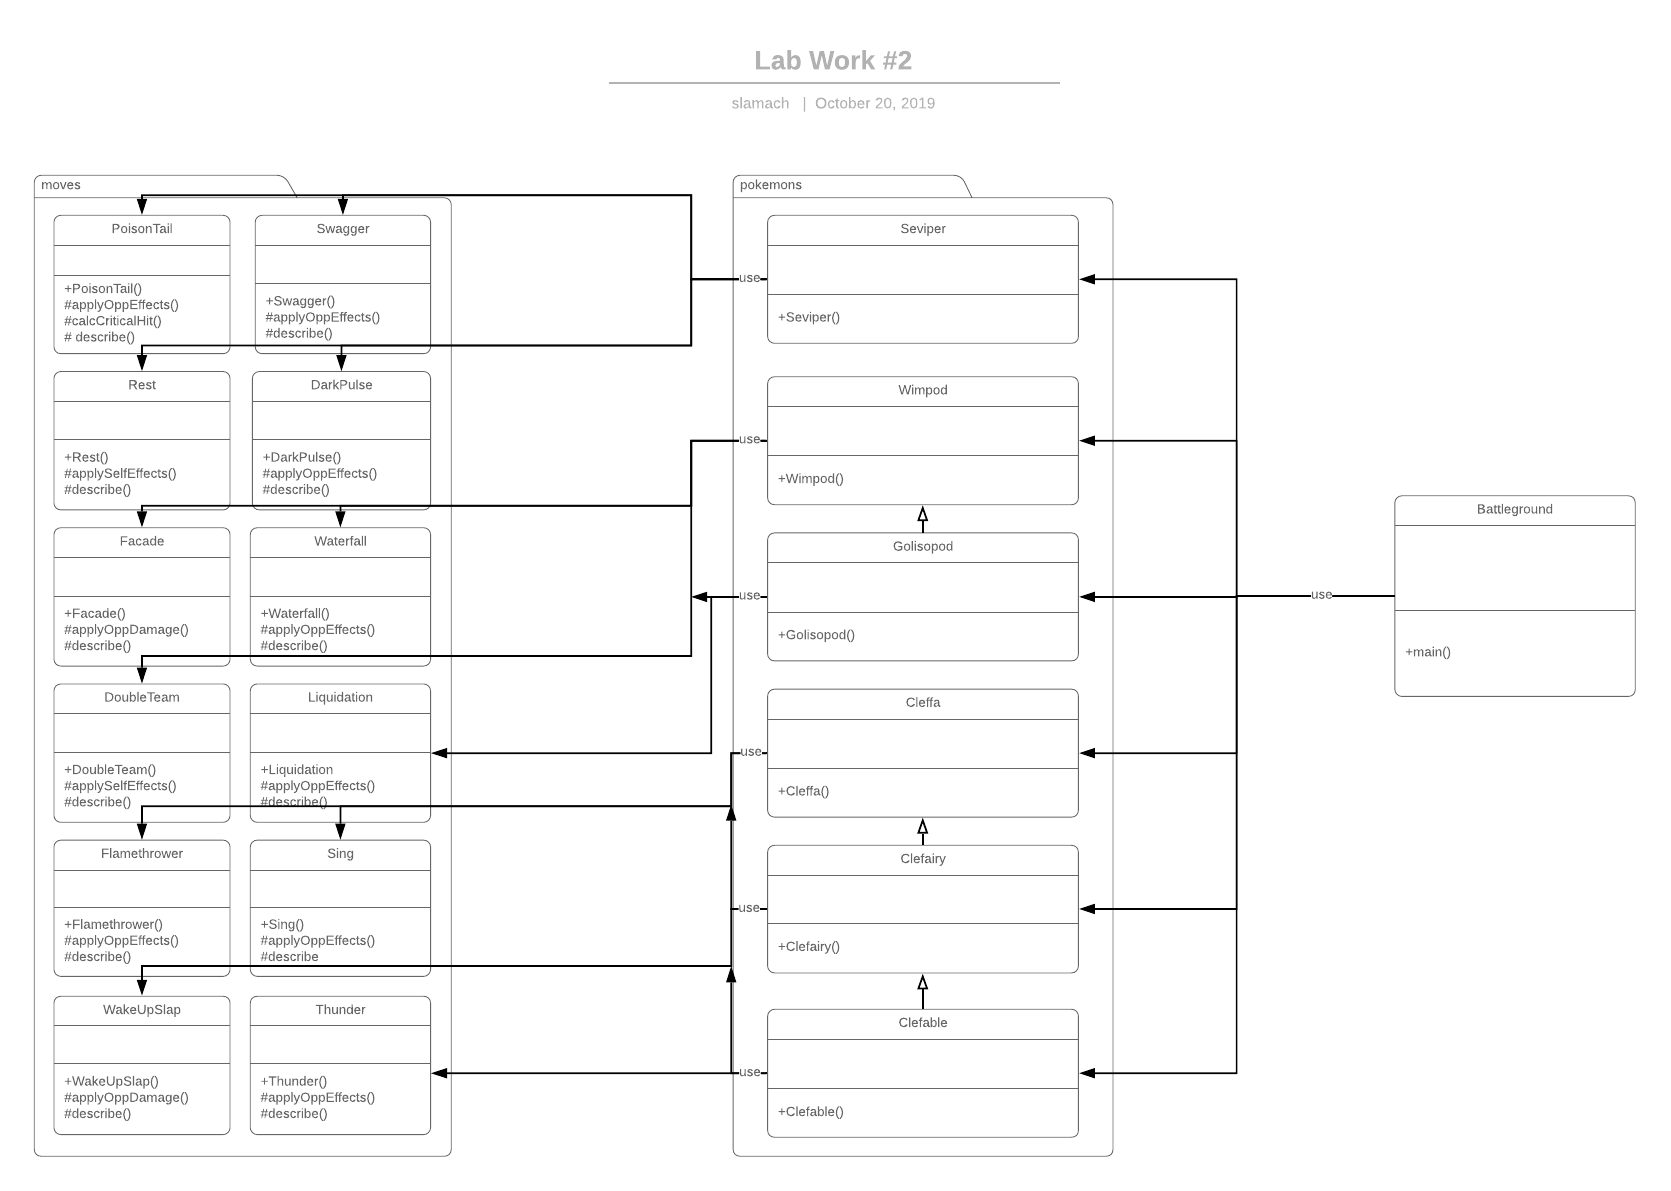 Lab Work #2
slamach | October 20, 2019
moves
PoisonTail
+PoisonTail()
#applyOppEffects()
#calcCriticalHit()
# describe()
Swagger
+Swagger()
#applyOppEffects()
#describe()
Rest
+Rest()
#applySelfEffects()
#describe()
DarkPulse
+DarkPulse()
#applyOppEffects()
#describe()
Facade
+Facade()
#applyOppDamage()
#describe()
Waterfall
+Waterfall()
#applyOppEffects()
#describe()
DoubleTeam
+DoubleTeam()
#applySelfEffects()
#describe()
Liquidation
+Liquidation
#applyOppEffects()
#describe()
Flamethrower
+Flamethrower()
#applyOppEffects()
#describe()
Sing
+Sing()
#applyOppEffects()
#describe
WakeUpSlap
+WakeUpSlap()
#applyOppDamage()
#describe()
Thunder
+Thunder()
#applyOppEffects()
#describe()
pokemons
Seviper
use
+Seviper()
Wimpod
use
+Wimpod()
Golisopod
use
+Golisopod()
Cleffa
use
+Cleffa()
Clefairy
use
+Clefairy()
Clefable
use
+Clefable()
use
Battleground
+main()